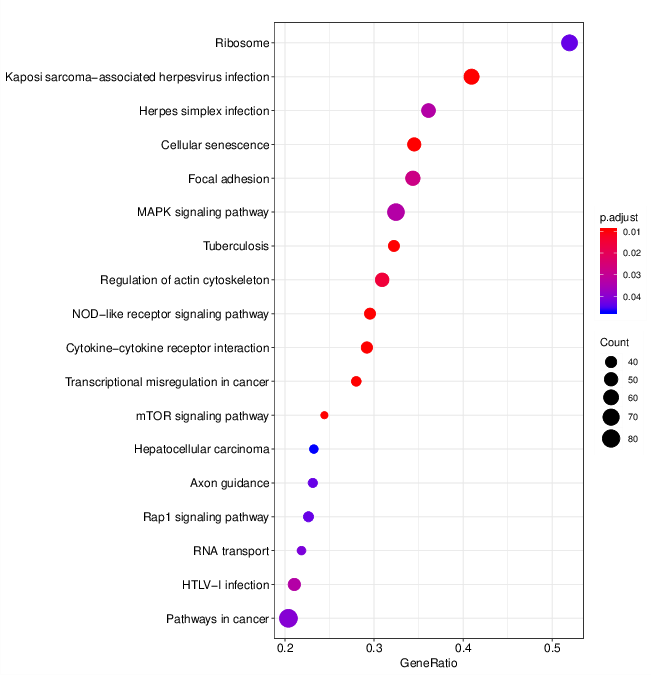 Ribosome
Kaposi sarcoma−associated herpesvirus infection
Herpes simplex infection
Cellular senescence
Focal adhesion
MAPK signaling pathway
Tuberculosis
Regulation of actin cytoskeleton
NOD−like receptor signaling pathway
Cytokine−cytokine receptor interaction
Transcriptional misregulation in cancer
mTOR signaling pathway
Hepatocellular carcinoma
Axon guidance
Rap1 signaling pathway
RNA transport
HTLV−I infection
Pathways in cancer
0.2 0.3 0.4 0.5
GeneRatio
p.adjust
0.01
0.02
0.03
0.04
Count
40
50
60
70
80